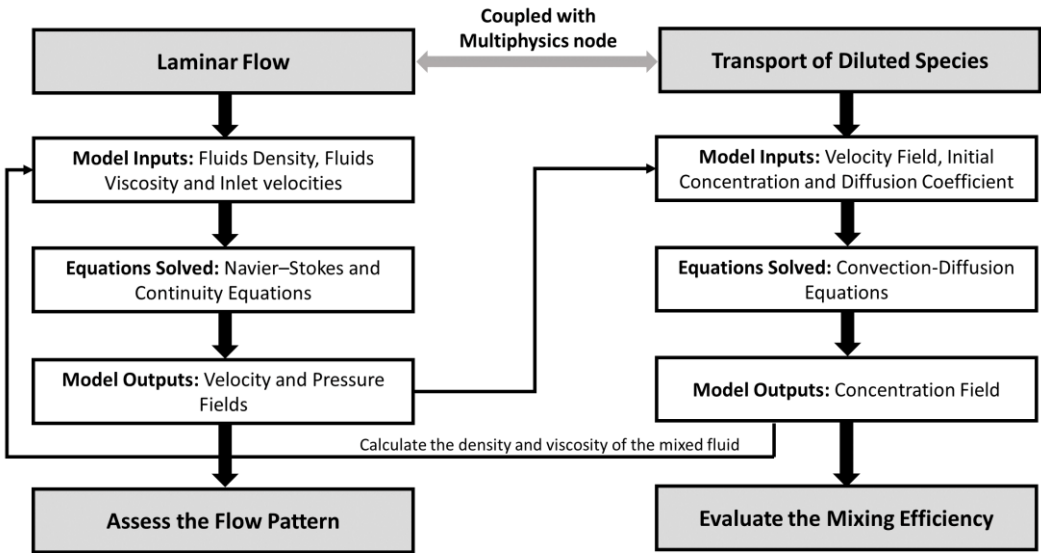 Coupled with
Multiphysics node
Laminar Flow
Transport of Diluted Species
Model Inputs: Fluids Density, Fluids
Viscosity and Inlet velocities
Model Inputs: Velocity Field, Initial
Concentration and Diffusion Coefficient
Equations Solved: Navier–Stokes and
Continuity Equations
Equations Solved: Convection-Diffusion
Equations
Model Outputs: Velocity and Pressure
Fields
Model Outputs: Concentration Field
Calculate the density and viscosity of the mixed fluid
Assess the Flow Pattern
Evaluate the Mixing Efficiency